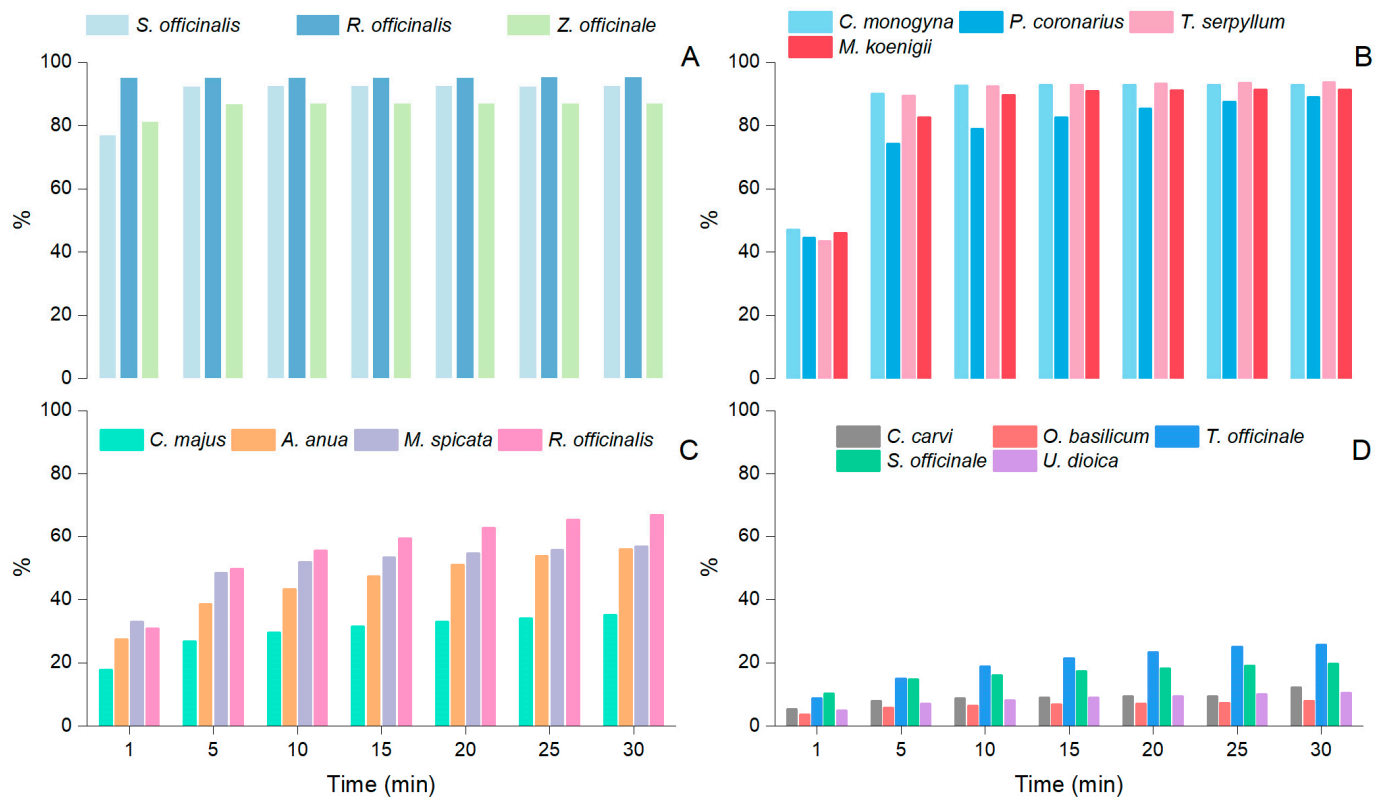 S. officinalis R. officinalis Z. officinale
A
100
80
60
40
20
0
%
C. monogyna P. coronarius T. serpyllum
M. koenigii
B
100
80
60
40
20
0
%
C. majus A. anua M. spicata R. officinalis
C
100
80
60
40
20
0
%
1 5 10 15 20 25 30
Time (min)
C. carvi O. basilicum T. officinale
S. officinale U. dioica
D
100
80
60
40
20
0
%
1 5 10 15 20 25 30
Time (min)